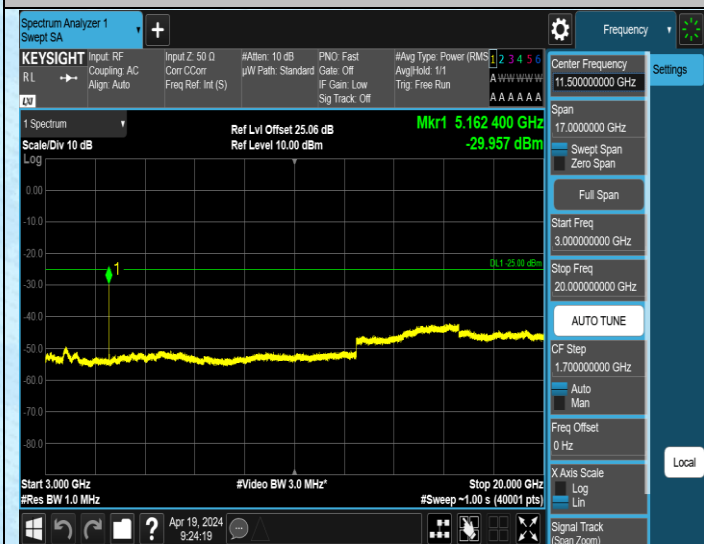 Spectrum Analyzer 1
Swept SA
+
Frequency
KEYSIGHT
R L
LXI
Input: RF
Coupling: AC
Align: Auto
Input Z: 50 Ω
Corr CCorr
Freq Ref: Int (S)
#Atten: 10 dB
µW Path: Standard
PNO: Fast
Gate: Off
IF Gain: Low
Sig Track: Off
#Avg Type: Power (RMS
Avg|Hold: 1/1
Trig: Free Run
1 2 3 4 5 6
A W W W W W
A A A A A A
1 Spectrum
Scale/Div 10 dB
Log
Ref Lvl Offset 25.06 dB
Ref Level 10.00 dBm
Mkr1 5.162 400 GHz
-29.957 dBm
0.00
-10.0
-20.0
-30.0
-40.0
-50.0
-60.0
-70.0
-80.0
1
DL1 -25.00 dBm
Start 3.000 GHz
#Res BW 1.0 MHz
#Video BW 3.0 MHz*
Stop 20.000 GHz
#Sweep ~1.00 s (40001 pts)
Center Frequency
11.500000000 GHz
Span
17.0000000 GHz
Swept Span
Zero Span
Full Span
Start Freq
3.000000000 GHz
Stop Freq
20.000000000 GHz
AUTO TUNE
CF Step
1.700000000 GHz
Auto
Man
Freq Offset
0 Hz
X Axis Scale
Log
Lin
Signal Track
(Span Zoom)
Settings
Local
?
Apr 19, 2024
9:24:19